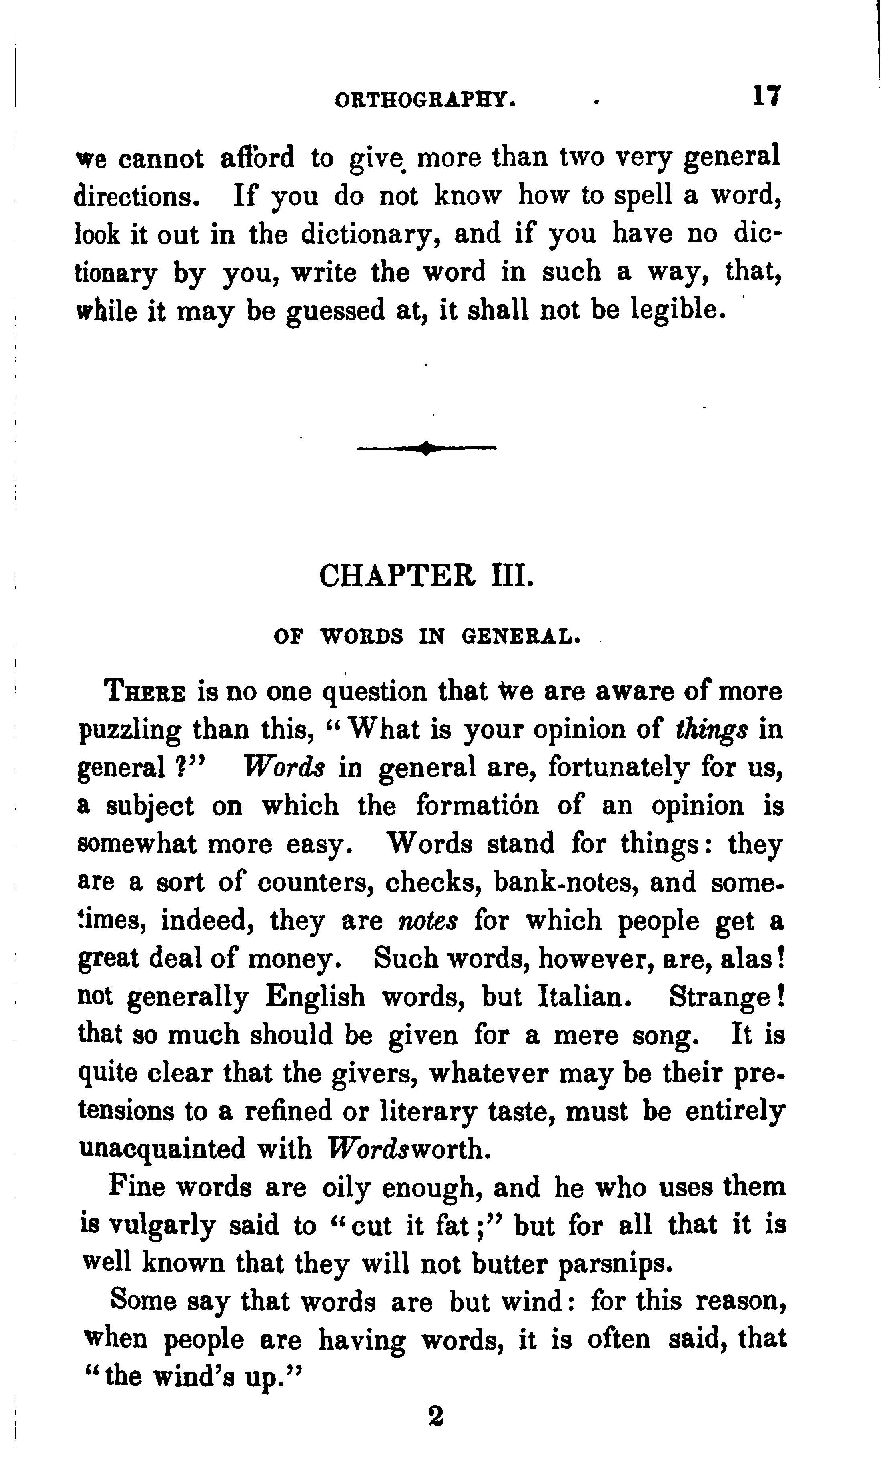 ORTHOGRAPHY. 17
we cannot afford to give more than two very general
directions. If you do not know how to spell a word,
look it out in the dictionary, and if you have no dic-
tionary by you, write the word in such a way, that,
while it may be guessed at, it shall not be legible.
CHAPTER III.
OF WORDS IN GENERAL.
THERE is no one question that we are aware of more
puzzling than this, “What is your opinion of things in
general?” Words in general are, fortunately for us,
a subject on which the formation of an opinion is
somewhat more easy. Words stand for things: they
are a sort of counters, checks, bank-notes, and some-
times, indeed, they are notes for which people get a
great deal of money. Such words, however, are, alas!
not generally English words, but Italian. Strange!
that so much should be given for a mere song. It is
quite clear that the givers, whatever may be their pre-
tensions to a refined or literary taste, must be entirely
unacquainted with Wordsworth.
Fine words are oily enough, and he who uses them
is vulgarly said to “cut it fat;” but for all that it is
well known that they will not butter parsnips.
Some say that words are but wind: for this reason,
when people are having words, it is often said, that
“the wind's up.”
2